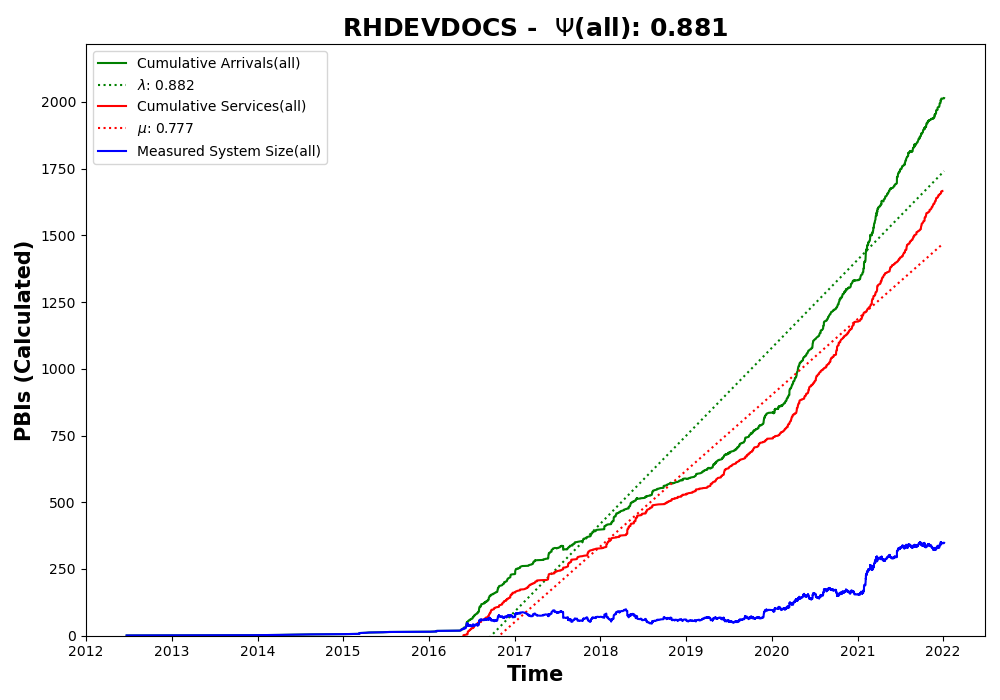 RHDEVDOCS - Ψ(all): 0.881
Cumulative Arrivals(all)
λ: 0.882
Cumulative Services(all)
μ: 0.777
Measured System Size(all)
PBIs (Calculated)
2000
1750
1500
1250
1000
750
500
250
0
2012 2013 2014 2015 2016 2017 2018 2019 2020 2021 2022
Time